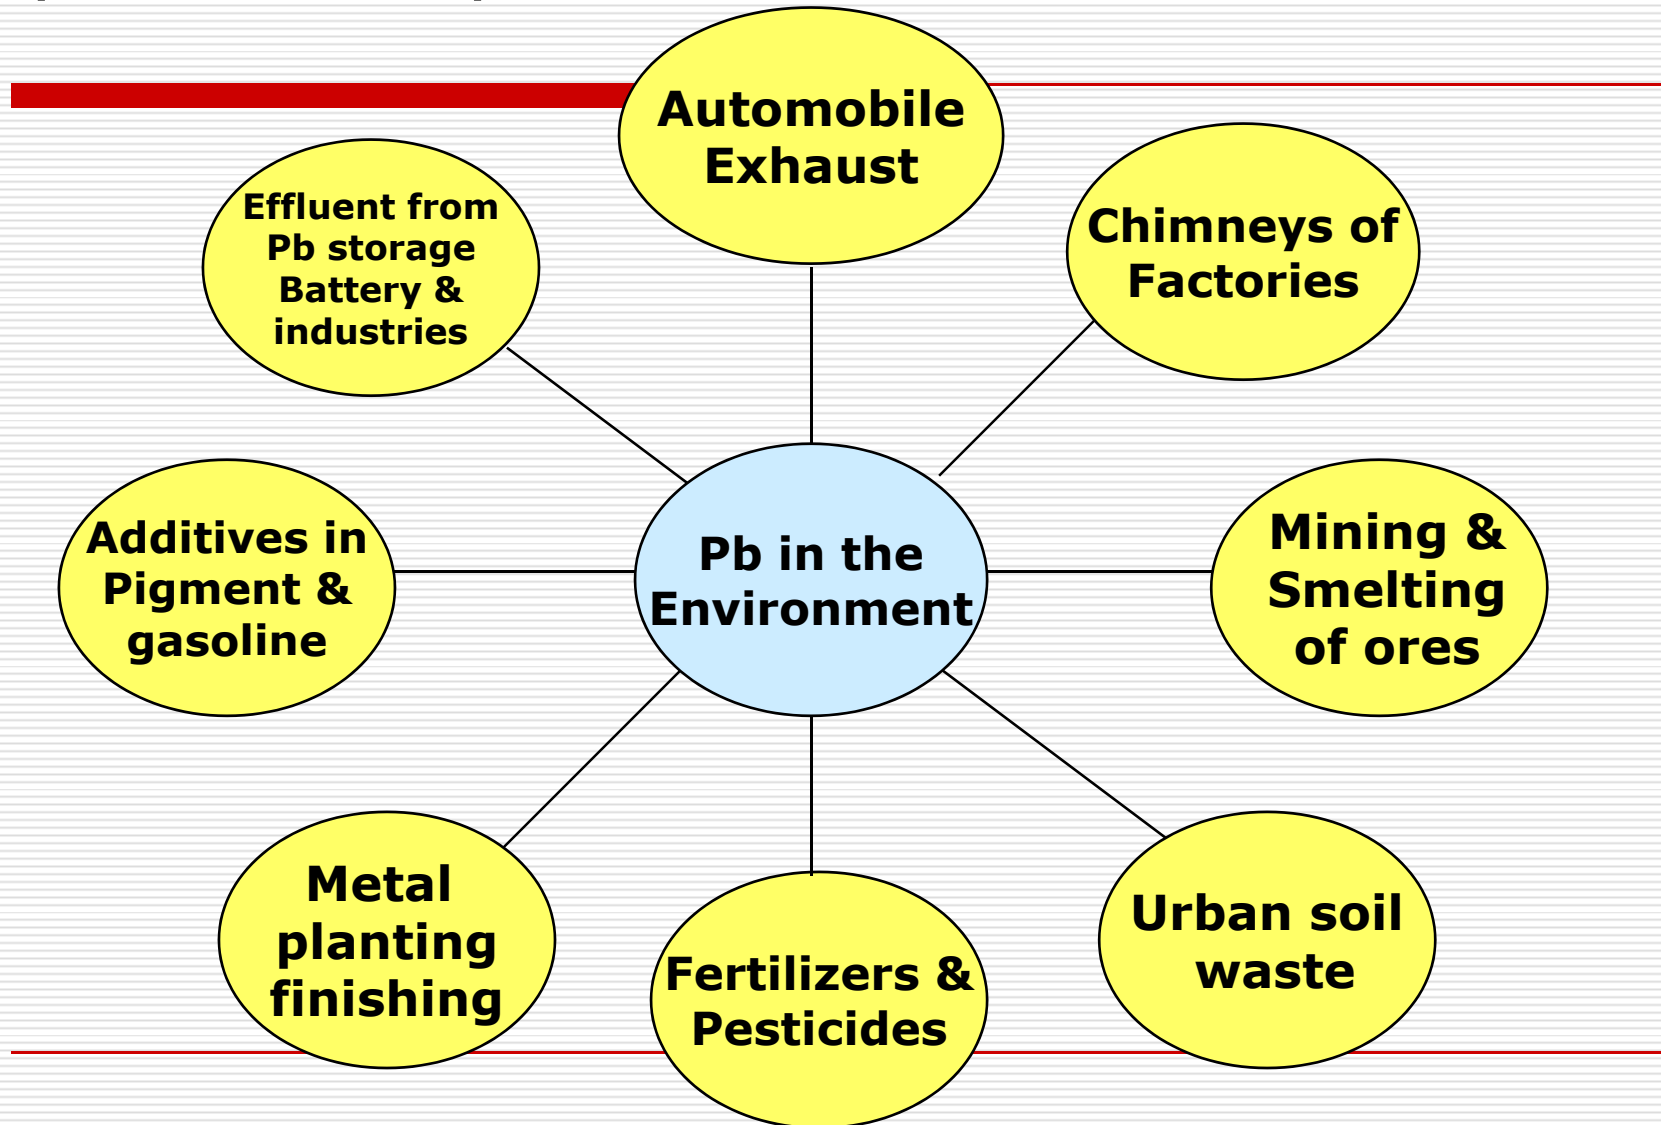 Automobile
Exhaust
Chimneys of
Factories
Effluent from
Pb storage
Battery &
industries
Pb in the
Environment
Additives in
Pigment &
gasoline
Mining &
Smelting
of ores
Metal
planting
finishing
Fertilizers &
Pesticides
Urban soil
waste